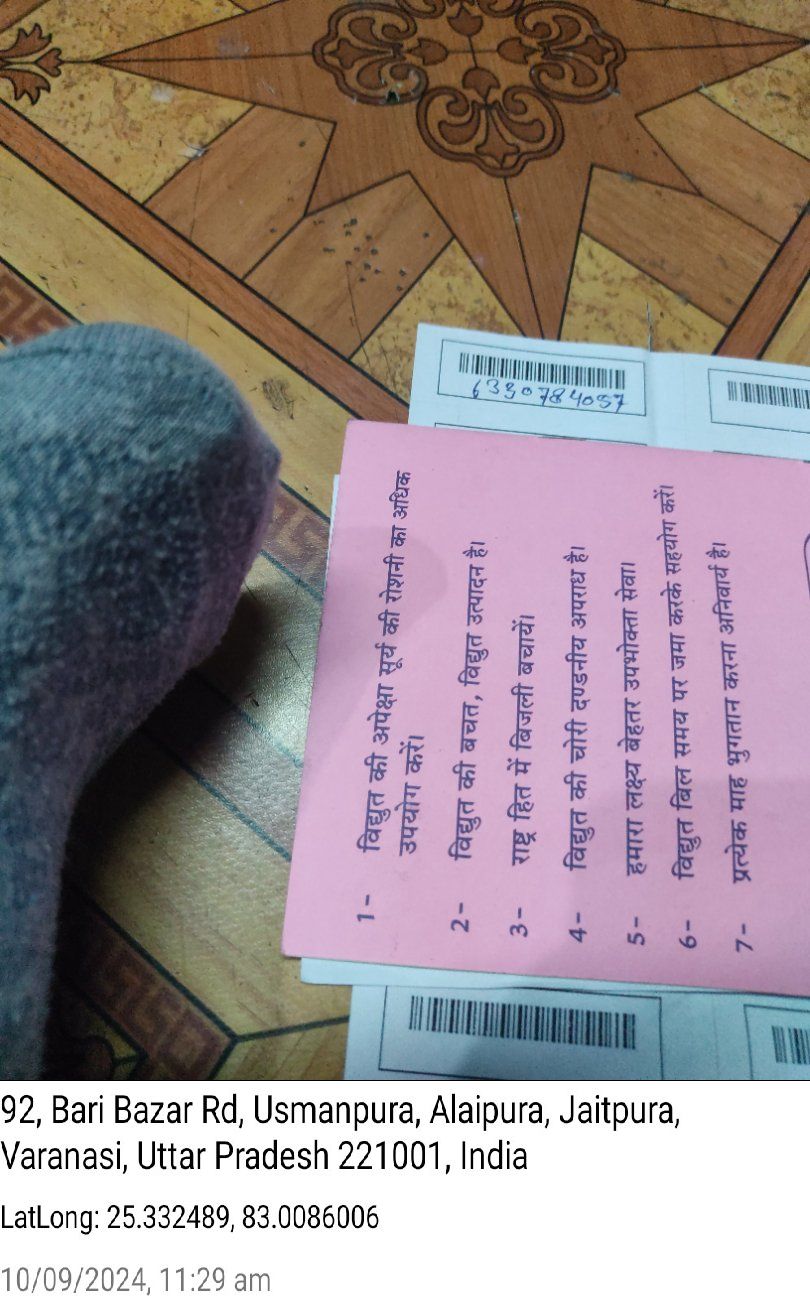 6330784057
1- विद्युत की अपेक्षा सूर्य की रोशनी का अधिक
उपयोग करें।
2- विद्युत की बचत, विद्युत उत्पादन है।
3- राष्ट्र हित में बिजली बचायें।
4- विद्युत की चोरी दण्डनीय अपराध है।
5- हमारा लक्ष्य बेहतर उपभोक्ता सेवा।
6- विद्युत बिल समय पर जमा करके सहयोग करें।
7- प्रत्येक माह भुगतान करना अनिवार्य है।
92, Bari Bazar Rd, Usmanpura, Alaipura, Jaitpura,
Varanasi, Uttar Pradesh 221001, India
LatLong: 25.332489, 83.0086006
10/09/2024, 11:29 am